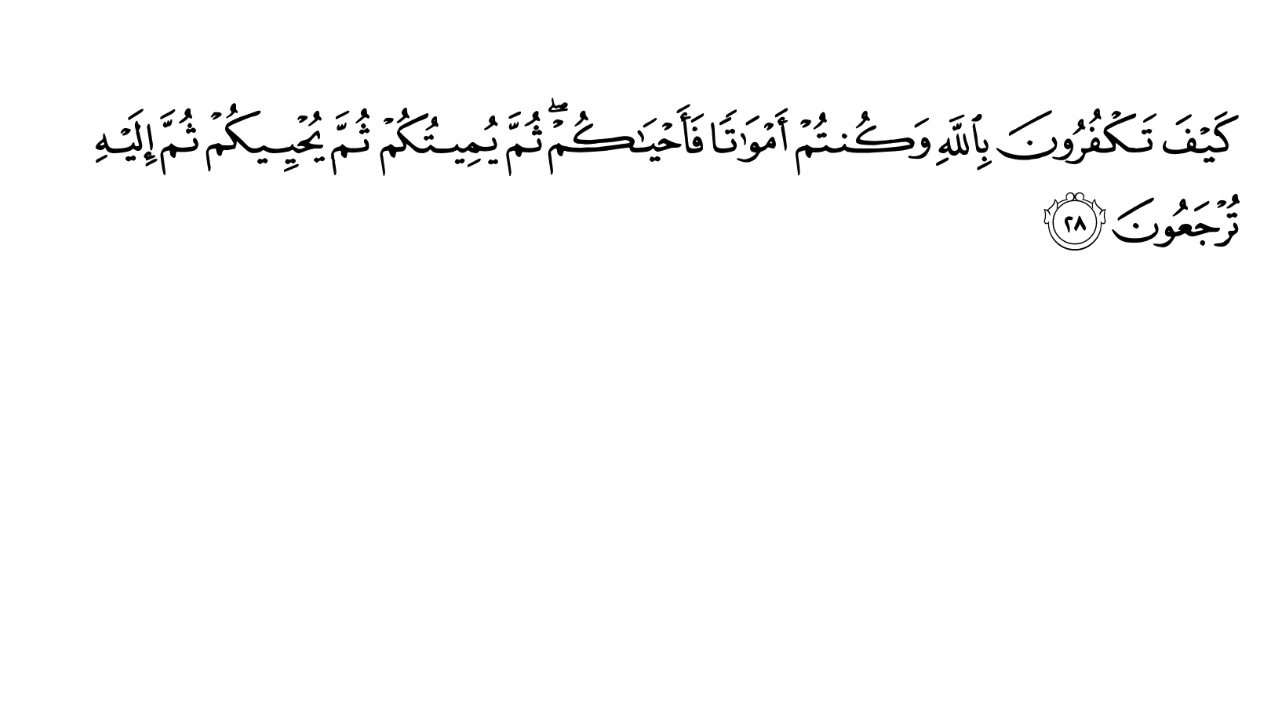 كَيۡفَ تَكۡفُرُونَ بِٱللَّهِ وَكُنتُمۡ أَمۡوَٰتٗا فَأَحۡيَٰكُمۡۖ ثُمَّ يُمِيتُكُمۡ ثُمَّ يُحۡيِيكُمۡ ثُمَّ إِلَيۡهِ
تُرۡجَعُونَ ٢٨